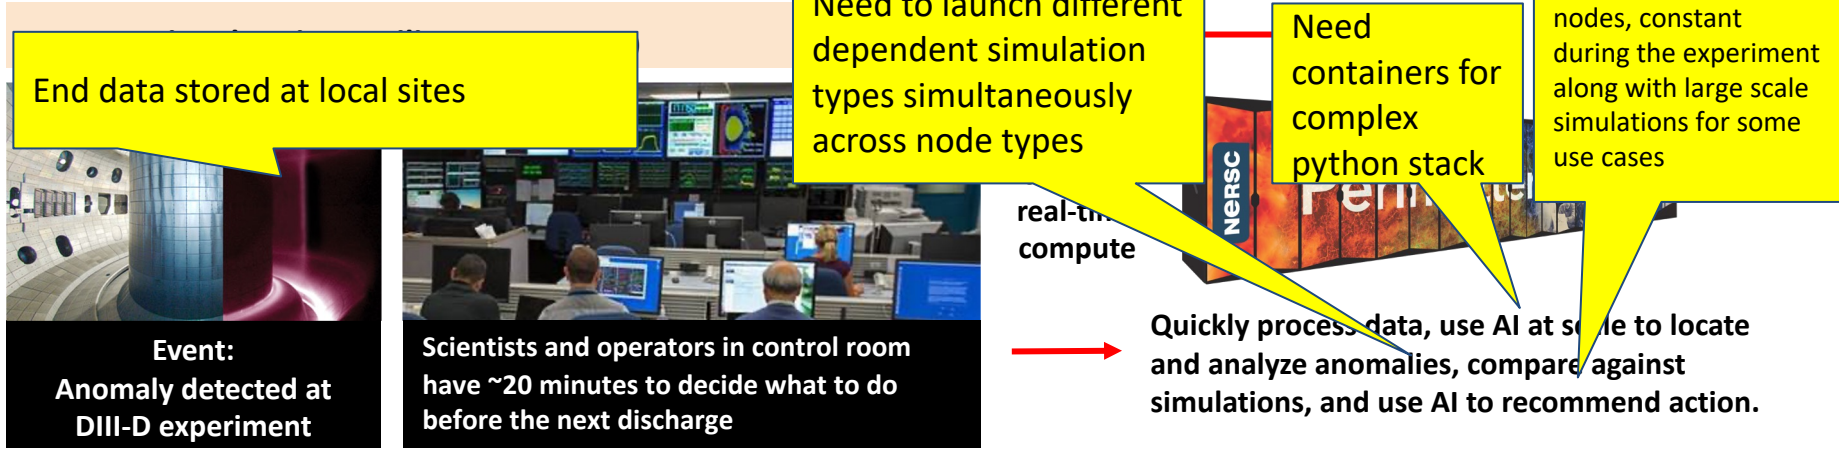 Need to launch different
dependent simulation
types simultaneously
across node types
Need
containers for
complex
python stack
nodes, constant
during the experiment
along with large scale
simulations for some
use cases
End data stored at local sites
NERSC
compute
Event:
Anomaly detected at
DIII-D experiment
Scientists and operators in control room
have ~20 minutes to decide what to do
before the next discharge
Quickly process data, use AI at to locate
and analyze anomalies, compare against
simulations, and use AI to recommend action.